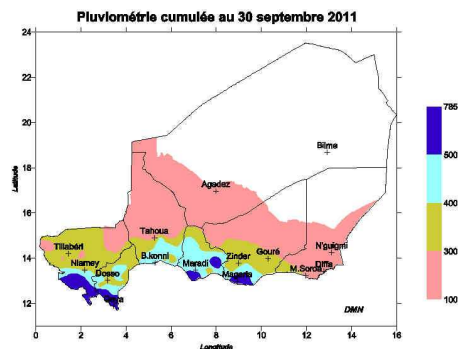 Pluviométrie cumulée au 30 septembre 2011
24
22
20
18
16
14
12
Latitude
0
2
4
6
8
10
12
14
16
Longitude
Bilma
Agadez
Tahoua
Tillabéri
Niamey
Dosso
B.konni
Maradi
Zinder
Magaria
Gouré
M.Soroa
N'guigmi
Diffa
DMN
785
500
400
300
100